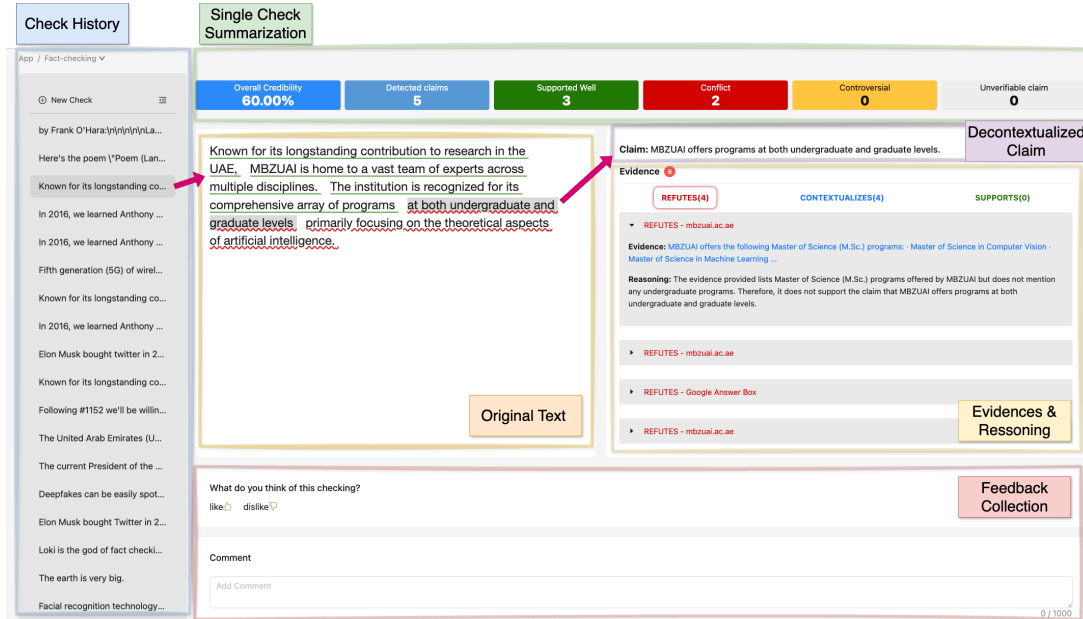 Check History
Single Check
Summarization
App / Fact-checking
New Check
by Frank O'Hara:\n\n\n\n\nLa...
Here's the poem \"Poem (Lan...
Known for its longstanding co...
In 2016, we learned Anthony ...
In 2016, we learned Anthony ...
Fifth generation (5G) of wirel...
Known for its longstanding co...
In 2016, we learned Anthony ...
Elon Musk bought twitter in 2...
Known for its longstanding co...
Following #1152 we'll be willin...
The United Arab Emirates (U...
The current President of the ...
Deepfakes can be easily spot...
Elon Musk bought Twitter in 2...
Loki is the god of fact checki...
The earth is very big.
Facial recognition technology...
Overall Credibility
60.00%
Detected claims
5
Supported Well
3
Conflict
2
Controversial
0
Unverifiable claim
0
Known for its longstanding contribution to research in the
UAE, MBZUAI is home to a vast team of experts across
multiple disciplines. The institution is recognized for its
comprehensive array of programs at both undergraduate and
graduate levels primarily focusing on the theoretical aspects
of artificial intelligence.
Original Text
Decontextualized
Claim
Claim: MBZUAI offers programs at both undergraduate and graduate levels.
Evidence 8
REFUTES(4) CONTEXTUALIZES(4) SUPPORTS(0)
REFUTES - mbzuai.ac.ae
Evidence: MBZUAI offers the following Master of Science (M.Sc.) programs: · Master of Science in Computer Vision ·
Master of Science in Machine Learning ...
Reasoning: The evidence provided lists Master of Science (M.Sc.) programs offered by MBZUAI but does not mention
any undergraduate programs. Therefore, it does not support the claim that MBZUAI offers programs at both
undergraduate and graduate levels.
REFUTES - mbzuai.ac.ae
REFUTES - Google Answer Box
REFUTES - mbzuai.ac.ae
Evidences &
Ressoning
What do you think of this checking?
like dislike
Feedback
Collection
Comment
Add Comment
0 / 1000